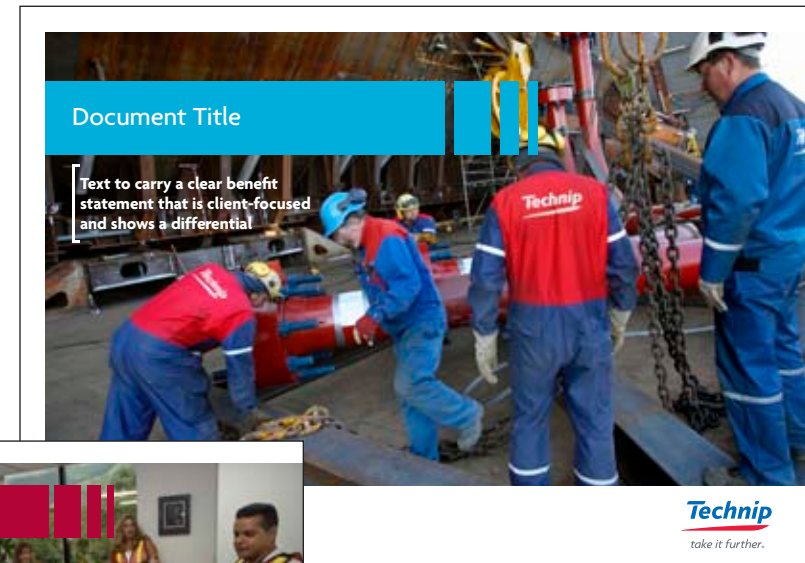 Document Title
Text to carry a clear benefit
statement that is client-focused
and shows a differential
Technip
Technip
Technip
take it further.